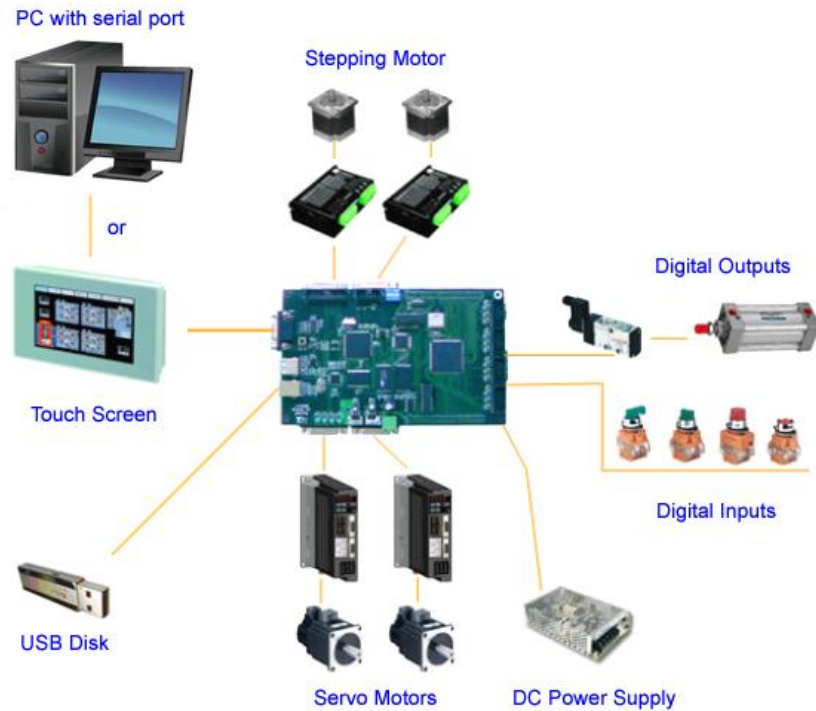 PC with serial port
Stepping Motor
or
Digital Outputs
Touch Screen
Digital Inputs
USB Disk
Servo Motors
DC Power Supply